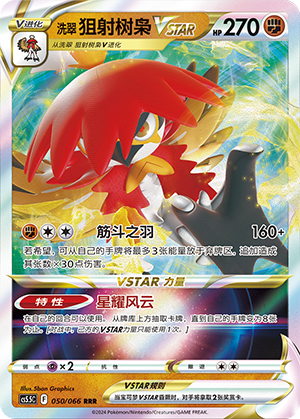 V进化
洗翠 狙射树枭 VSTAR HP 270
从洗翠 狙射树枭V进化
筋斗之羽 160+
若希望,可从自己的手牌将最多3张能量放于弃牌区,追加造成
其张数×30点伤害。
VSTAR 力量
特性 星耀风云
在自己的回合可以使用。从牌库上方抽取卡牌,直到自己的手牌变为8张
为止。[对战中,己方的VSTAR力量只能使用1次。]
弱点 ×2 抵抗力 撤退
Illus.5ban Graphics
CS5.5C F 050/066 RRR
VSTAR规则
当宝可梦VSTAR昏厥时,对手将拿取2张奖赏卡。
©2024 Pokémon/Nintendo/Creatures/GAME FREAK.